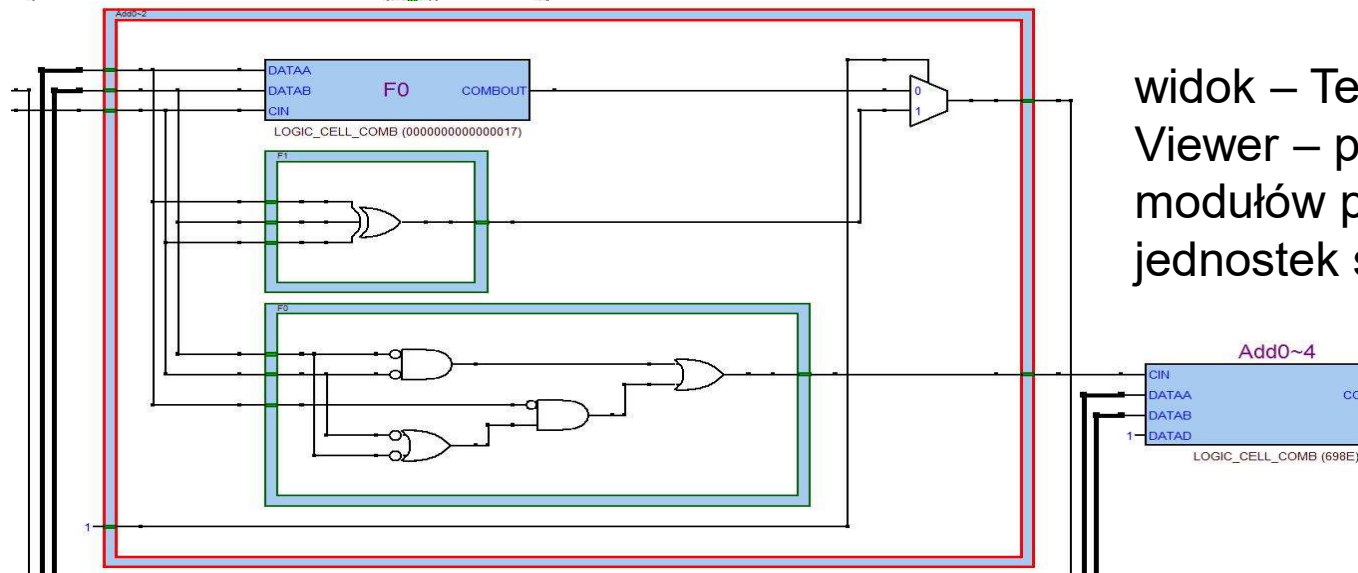 Add0~2
DATAA
DATAB
CIN
F0
COMBOUT
LOGIC_CELL_COMB (0000000000000017)
0
1
F1
F0
1
widok – Te
Viewer – p
modułów p
jednostek s
Add0~4
CIN
DATAA
DATAB
1
DATAD
CO
LOGIC_CELL_COMB (698E)